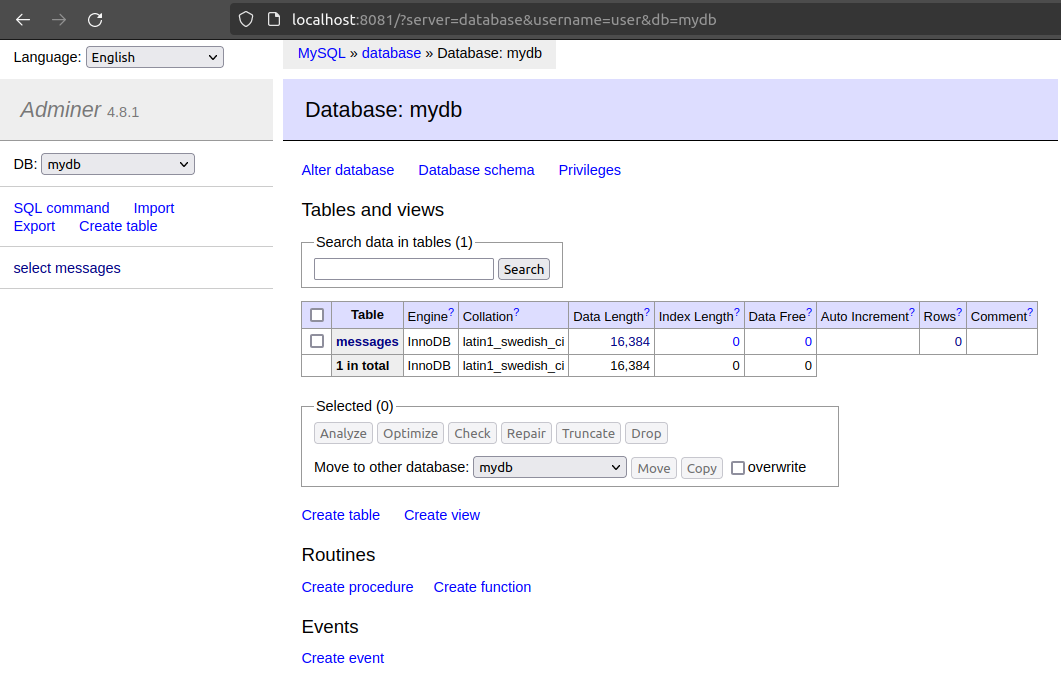 localhost:8081/?server=database&username=user&db=mydb
Language: English
MySQL » database » Database: mydb
Adminer 4.8.1
Database: mydb
DB: mydb
Alter database Database schema Privileges
SQL command Import
Export Create table
select messages
Tables and views
Search data in tables (1)
Search
Table Engine? Collation? Data Length? Index Length? Data Free? Auto Increment? Rows? Comment?
messages InnoDB latin1_swedish_ci 16,384 0 0 0
1 in total InnoDB latin1_swedish_ci 16,384 0 0
Selected (0)
Analyze Optimize Check Repair Truncate Drop
Move to other database: mydb Move Copy overwrite
Create table Create view
Routines
Create procedure Create function
Events
Create event